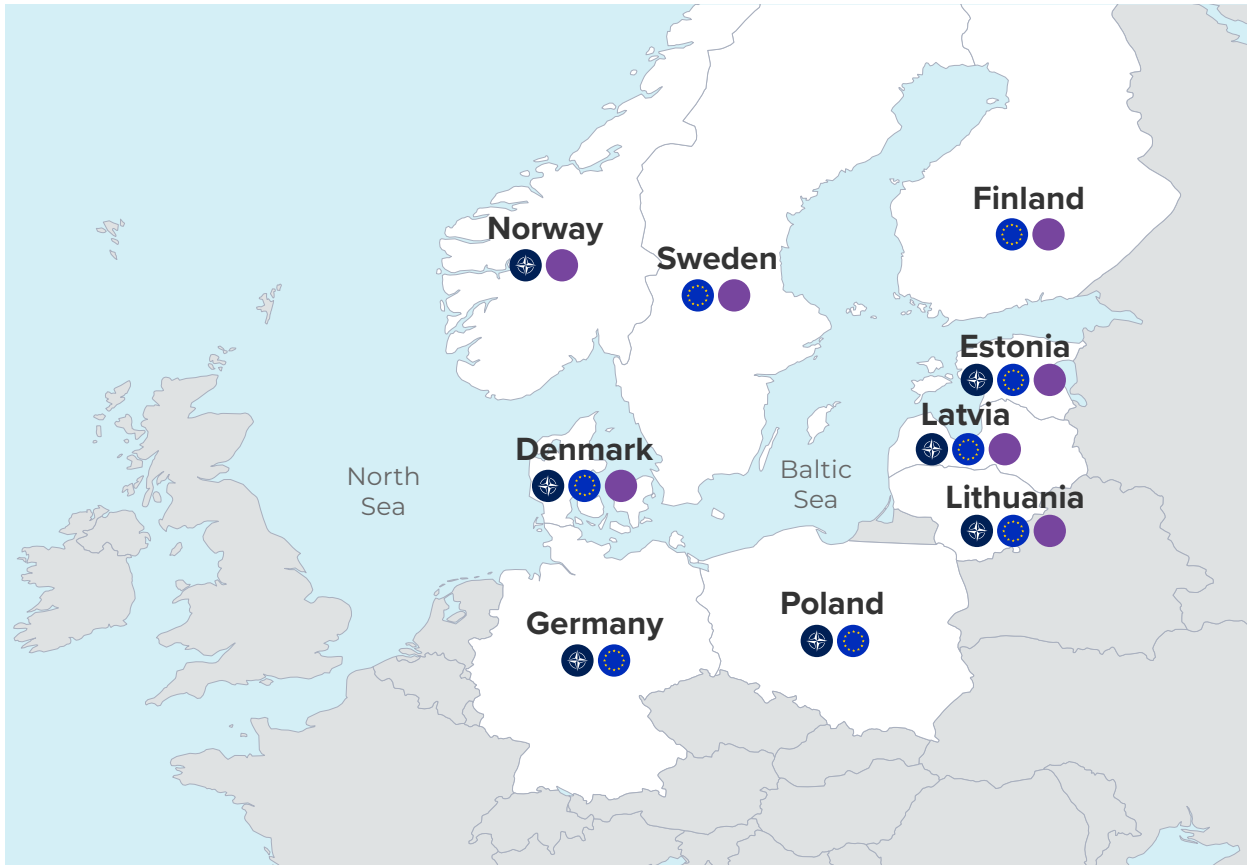 Finland
Norway
Sweden
Estonia
Latvia
Denmark
North
Sea
Baltic
Sea
Lithuania
Poland
Germany